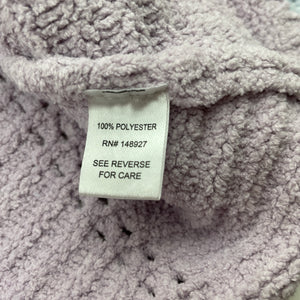 100% POLYESTER
RN# 148927
SEE REVERSE
FOR CARE